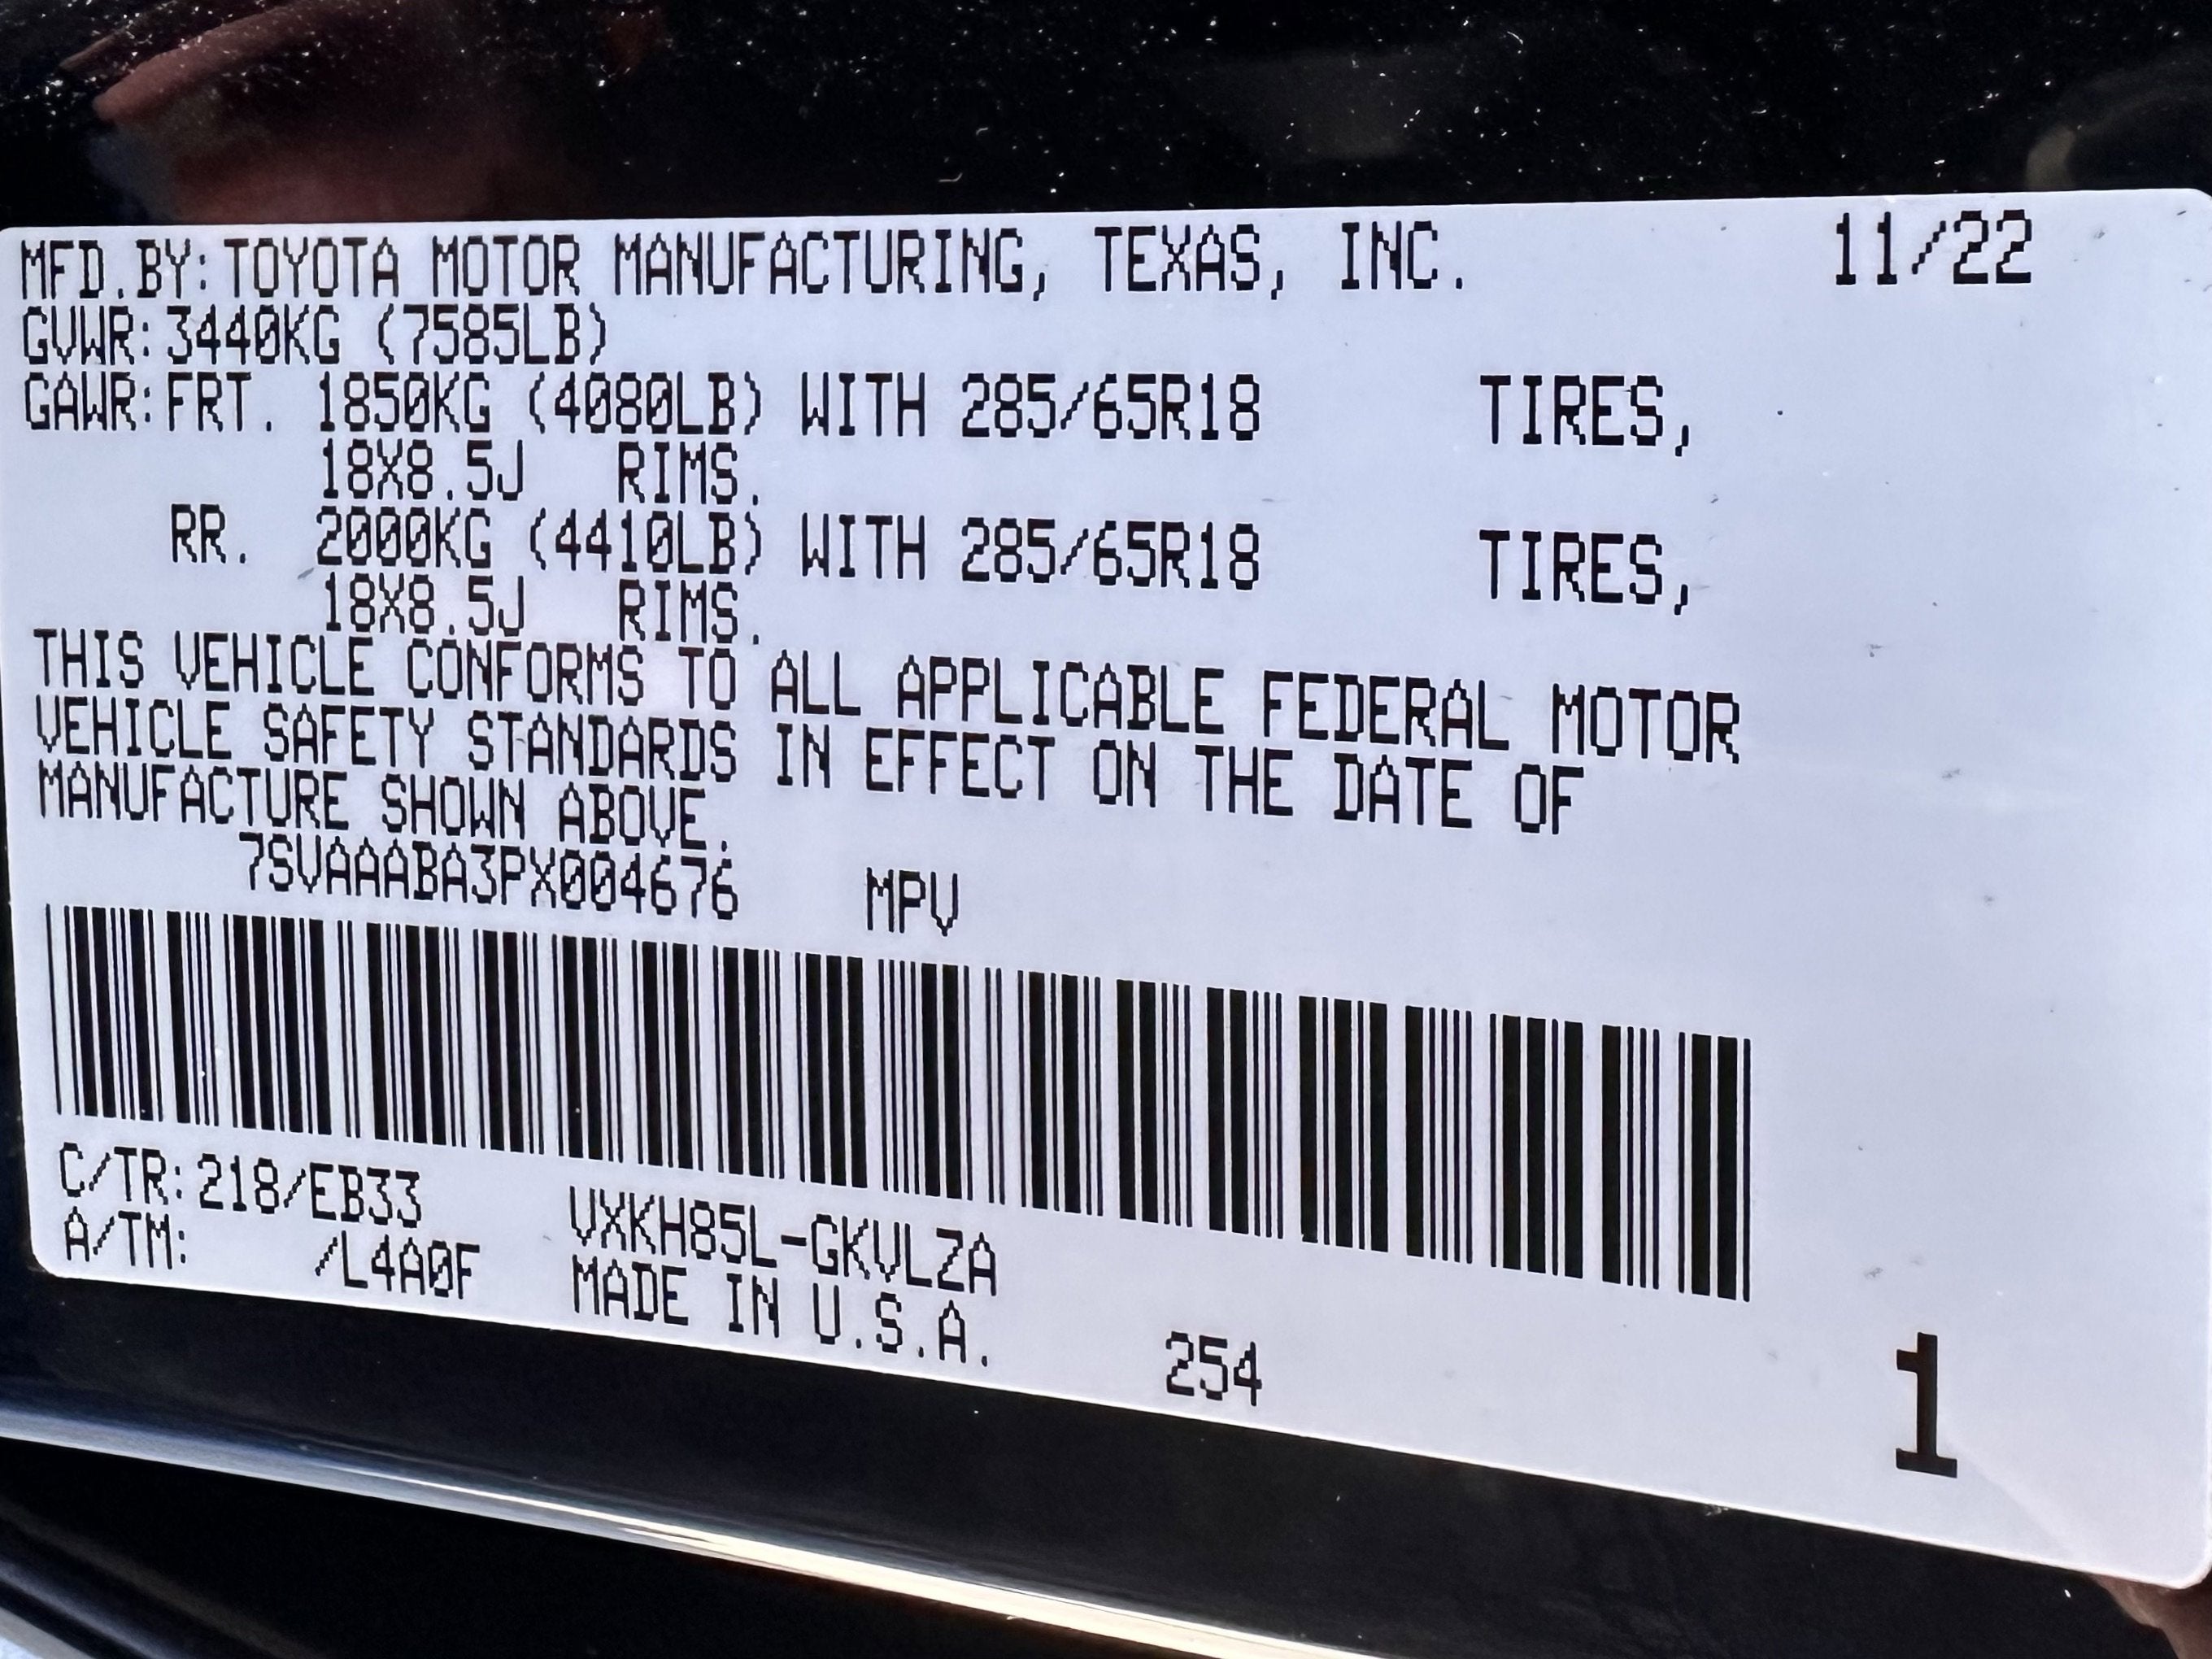 MFD.BY: TOYOTA MOTOR MANUFACTURING, TEXAS, INC. 11/22
GVWR: 3440KG (7585LB)
GAWR: FRT. 1850KG (4080LB) WITH 285/65R18 TIRES,
18X8.5J RIMS.
RR. 2000KG (4410LB) WITH 285/65R18 TIRES,
18X8.5J RIMS.
THIS VEHICLE CONFORMS TO ALL APPLICABLE FEDERAL MOTOR
VEHICLE SAFETY STANDARDS IN EFFECT ON THE DATE OF
MANUFACTURE SHOWN ABOVE.
7SVAAABA3PX004676 MPV
C/TR: 218/EB33 VXKH85L-GKVLZA
A/TM: /L4A0F MADE IN U.S.A. 254
1